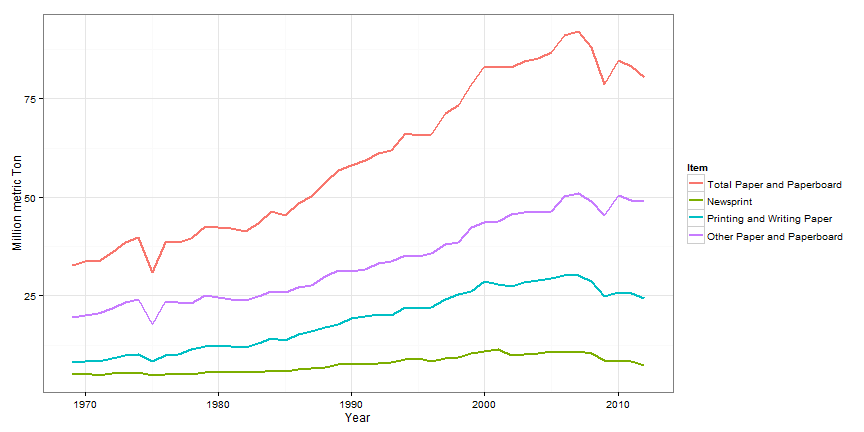 Million metric Ton
75
50
25
1970
1980
1990
2000
2010
Year
Item
Total Paper and Paperboard
Newsprint
Printing and Writing Paper
Other Paper and Paperboard